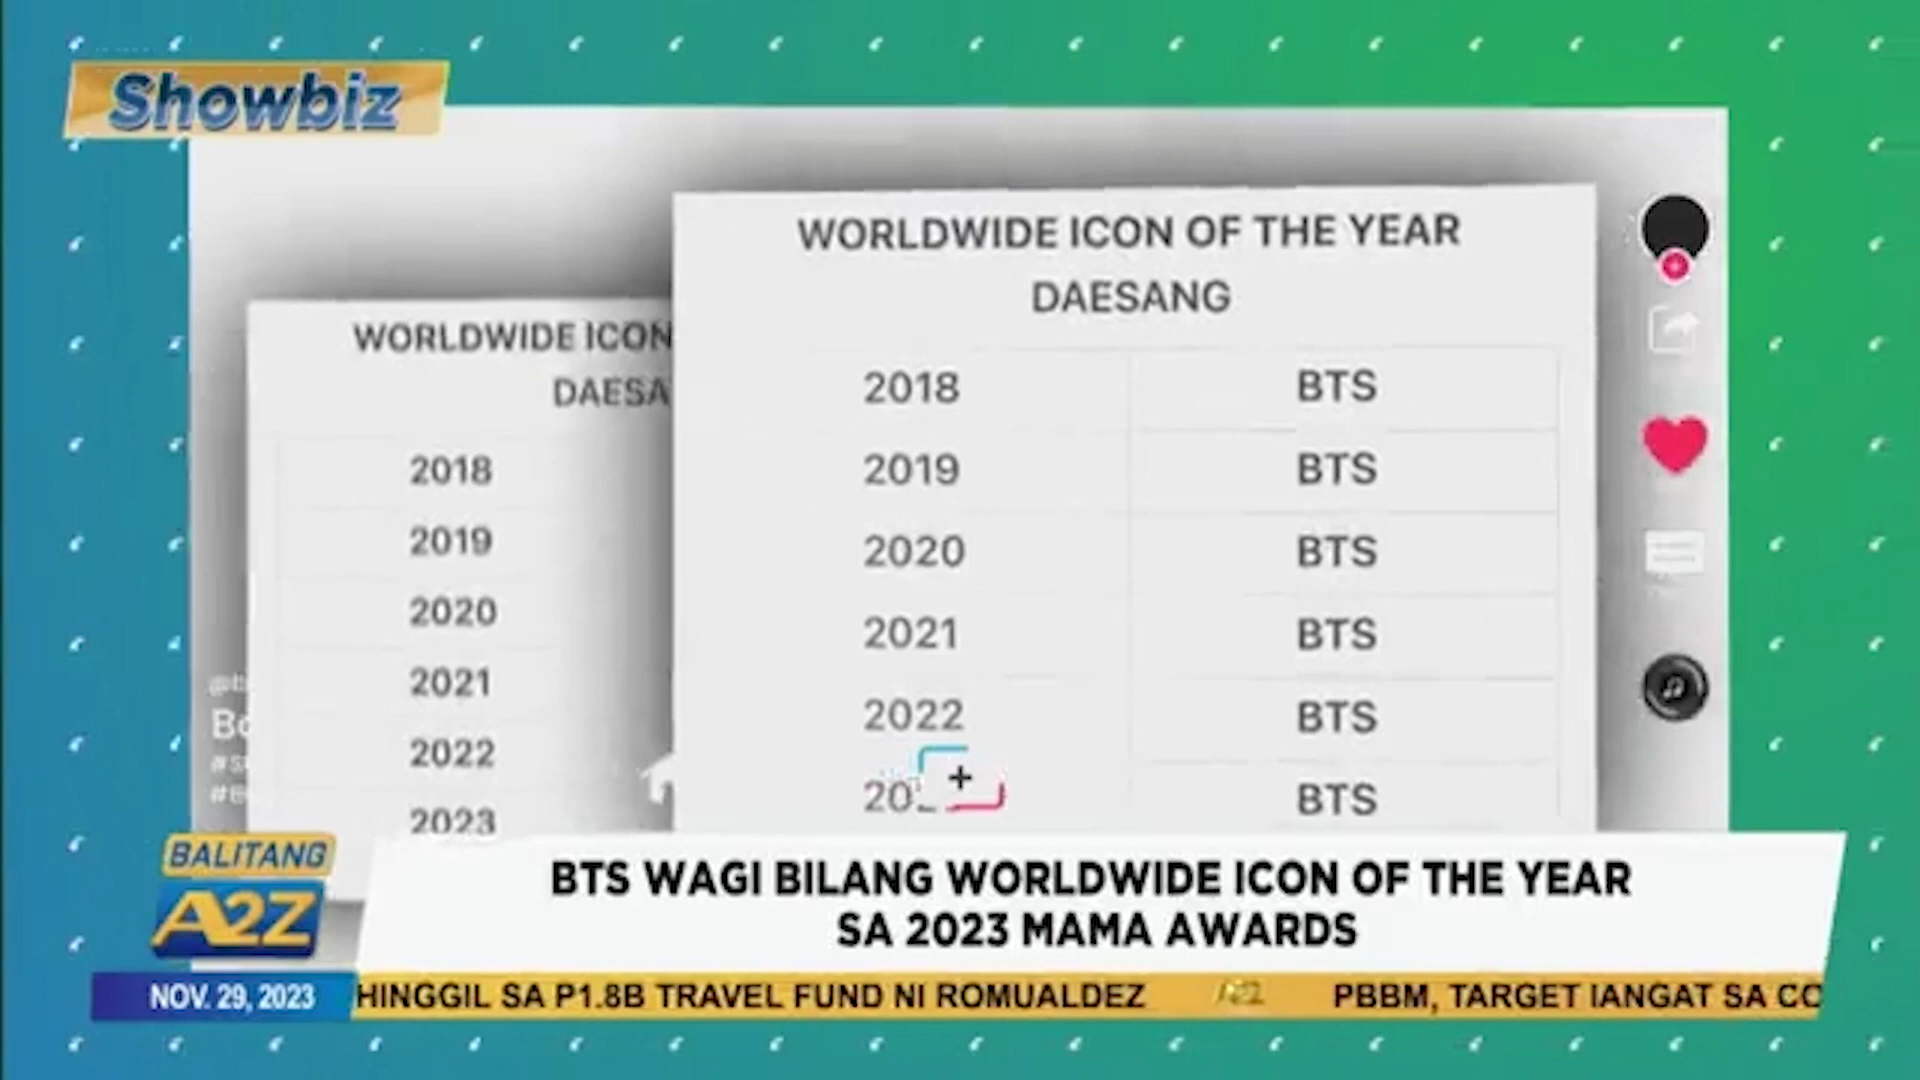 Showbiz
WORLDWIDE ICON
DAESA
2018
2019
2020
2021
2022
2023
WORLDWIDE ICON OF THE YEAR
DAESANG
2018 BTS
2019 BTS
2020 BTS
2021 BTS
2022 BTS
BTS
BALITANG
A2Z
BTS WAGI BILANG WORLDWIDE ICON OF THE YEAR
SA 2023 MAMA AWARDS
NOV. 29, 2023
HINGGIL SA P1.8B TRAVEL FUND NI ROMUALDEZ A2Z PBBM, TARGET IANGAT SA